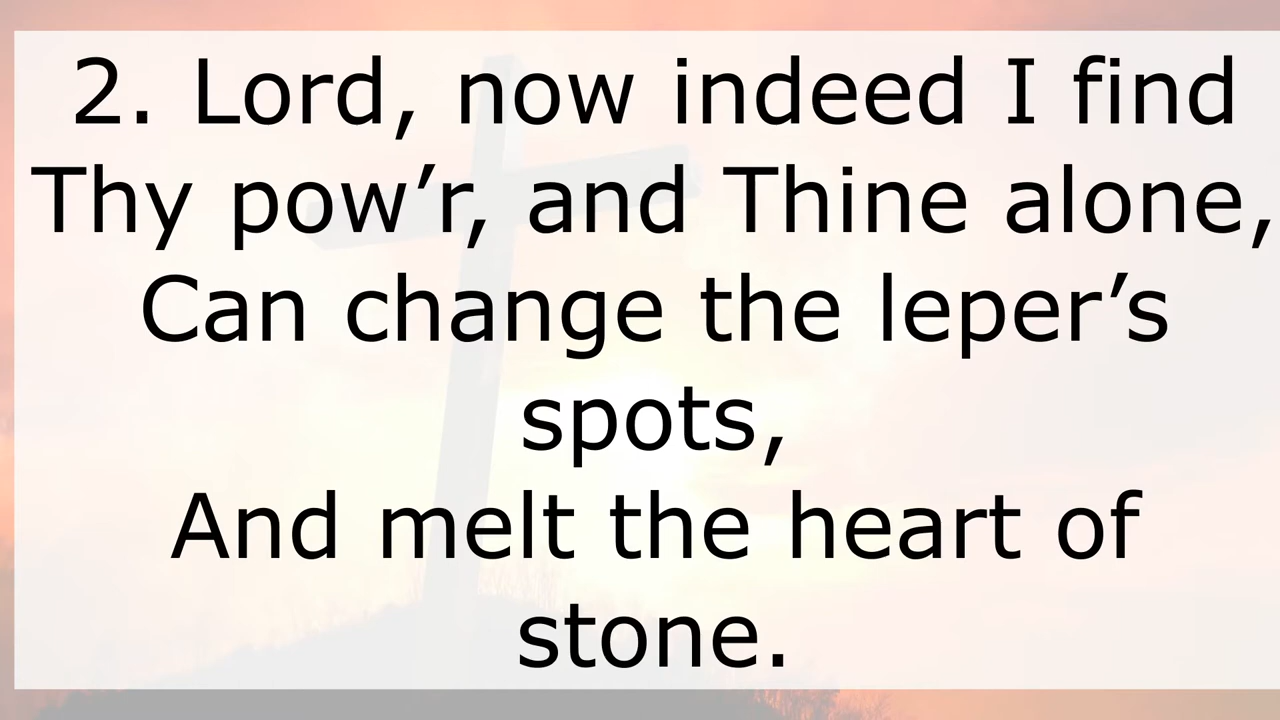 2. Lord, now indeed I find
Thy pow’r, and Thine alone,
Can change the leper’s
spots,
And melt the heart of
stone.